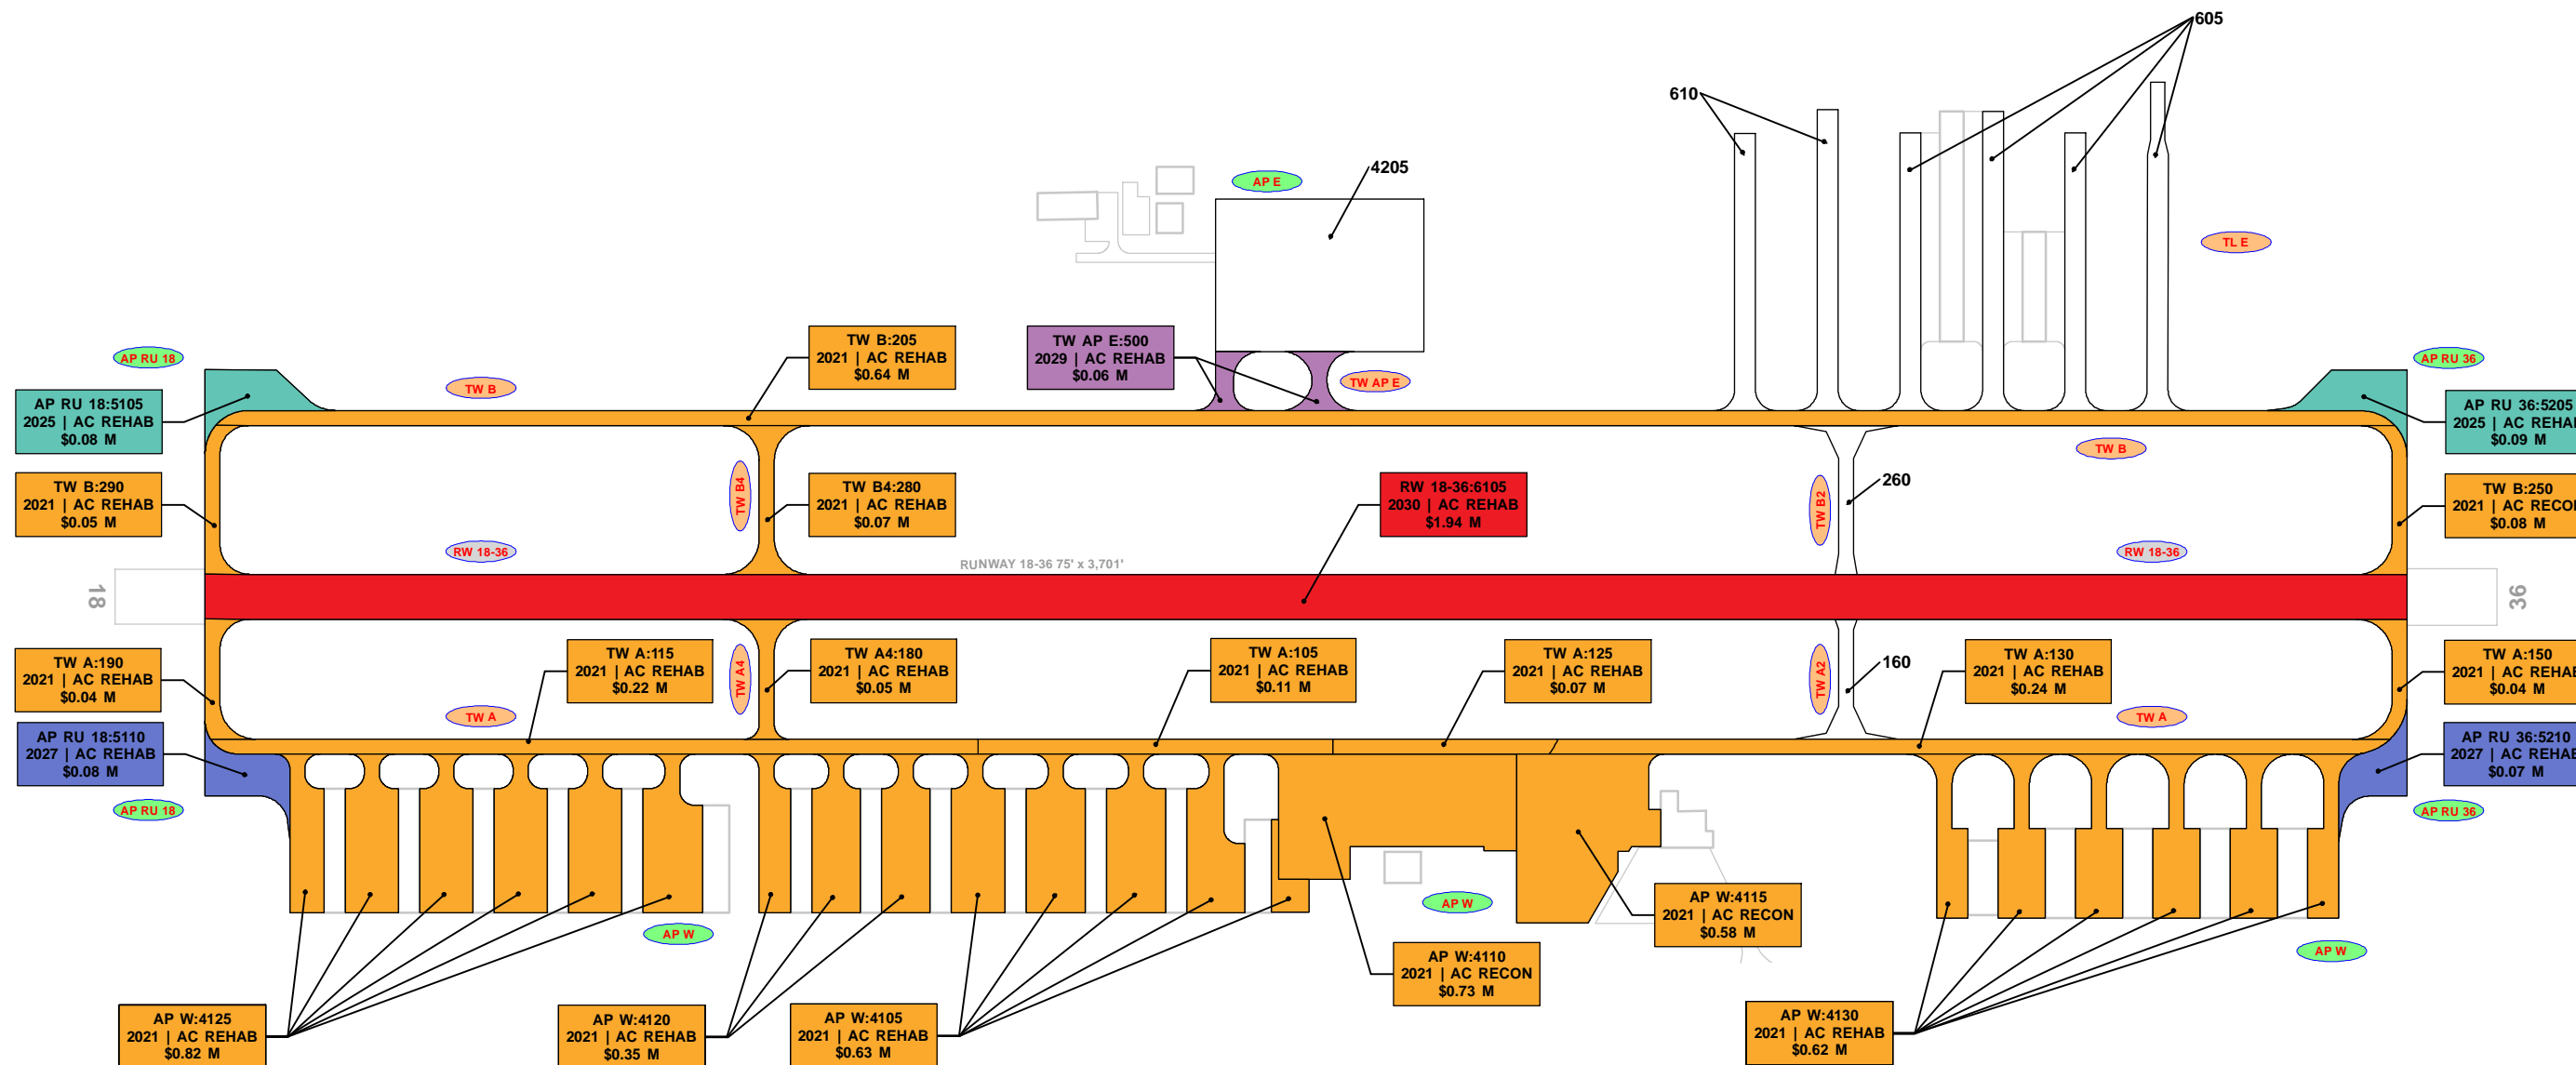 605
610
4205
AP E
TL E
TW B:205
2021 | AC REHAB
$0.64 M
TW AP E:500
2029 | AC REHAB
$0.06 M
AP RU 18
TW B
TW AP E
AP RU 36
AP RU 18:5105
2025 | AC REHAB
$0.08 M
AP RU 36:5205
2025 | AC REHAB
$0.09 M
TW B
TW B:290
2021 | AC REHAB
$0.05 M
TW B4
TW B4:280
2021 | AC REHAB
$0.07 M
RW 18-36:6105
2030 | AC REHAB
$1.94 M
TW B2
260
TW B:250
2021 | AC RECON
$0.08 M
RW 18-36
RUNWAY 18-36 75' x 3,701'
RW 18-36
18
36
TW A:190
2021 | AC REHAB
$0.04 M
TW A:115
2021 | AC REHAB
$0.22 M
TW A4
TW A4:180
2021 | AC REHAB
$0.05 M
TW A:105
2021 | AC REHAB
$0.11 M
TW A:125
2021 | AC REHAB
$0.07 M
TW A2
160
TW A:130
2021 | AC REHAB
$0.24 M
TW A:150
2021 | AC REHAB
$0.04 M
TW A
TW A
AP RU 18:5110
2027 | AC REHAB
$0.08 M
AP RU 36:5210
2027 | AC REHAB
$0.07 M
AP RU 18
AP RU 36
AP W
AP W
AP W
AP W:4115
2021 | AC RECON
$0.58 M
AP W:4110
2021 | AC RECON
$0.73 M
AP W:4125
2021 | AC REHAB
$0.82 M
AP W:4120
2021 | AC REHAB
$0.35 M
AP W:4105
2021 | AC REHAB
$0.63 M
AP W:4130
2021 | AC REHAB
$0.62 M